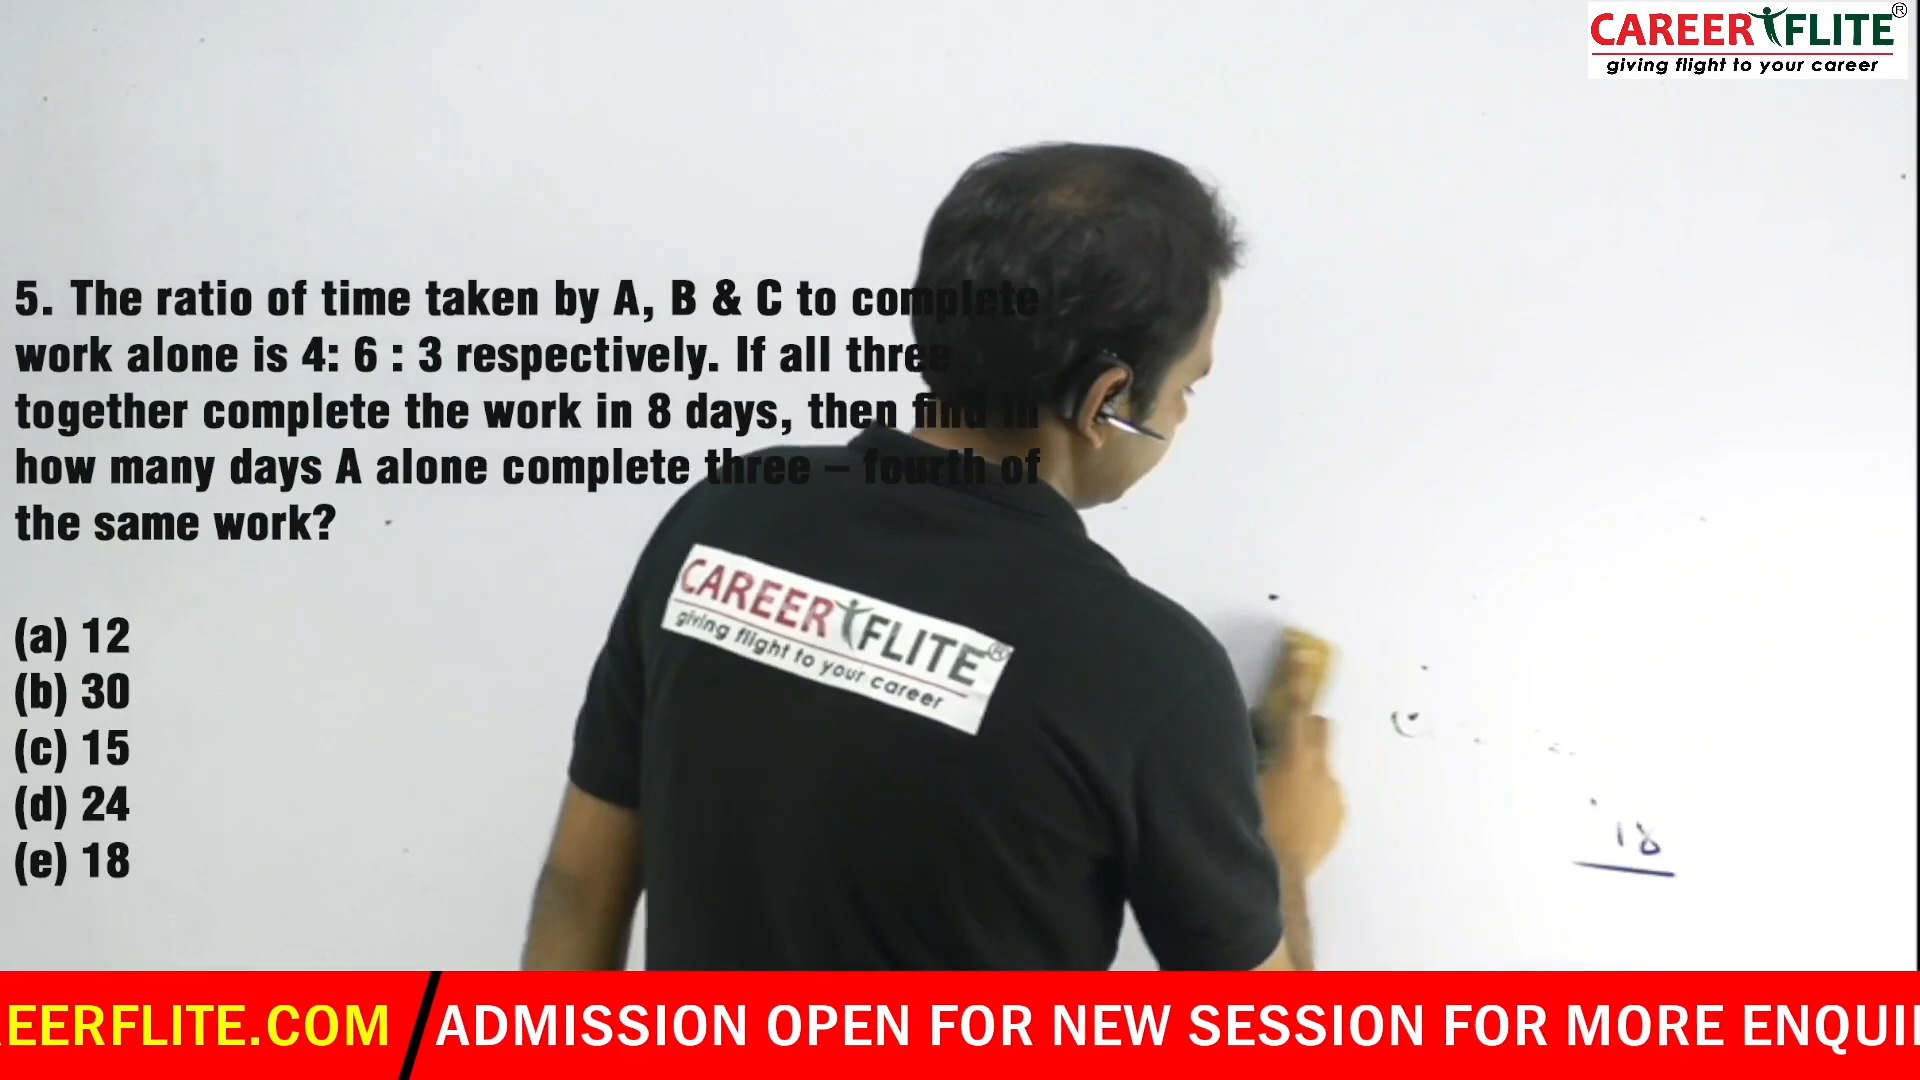 CAREER FLITE®
giving flight to your career
5. The ratio of time taken by A, B & C to complete
work alone is 4: 6 : 3 respectively. If all three
together complete the work in 8 days, then find in
how many days A alone complete three – fourth of
the same work?
(a) 12
(b) 30
(c) 15
(d) 24
(e) 18
CAREER FLITE®
giving flight to your career
18
EERFLITE.COM
ADMISSION OPEN FOR NEW SESSION FOR MORE ENQUI